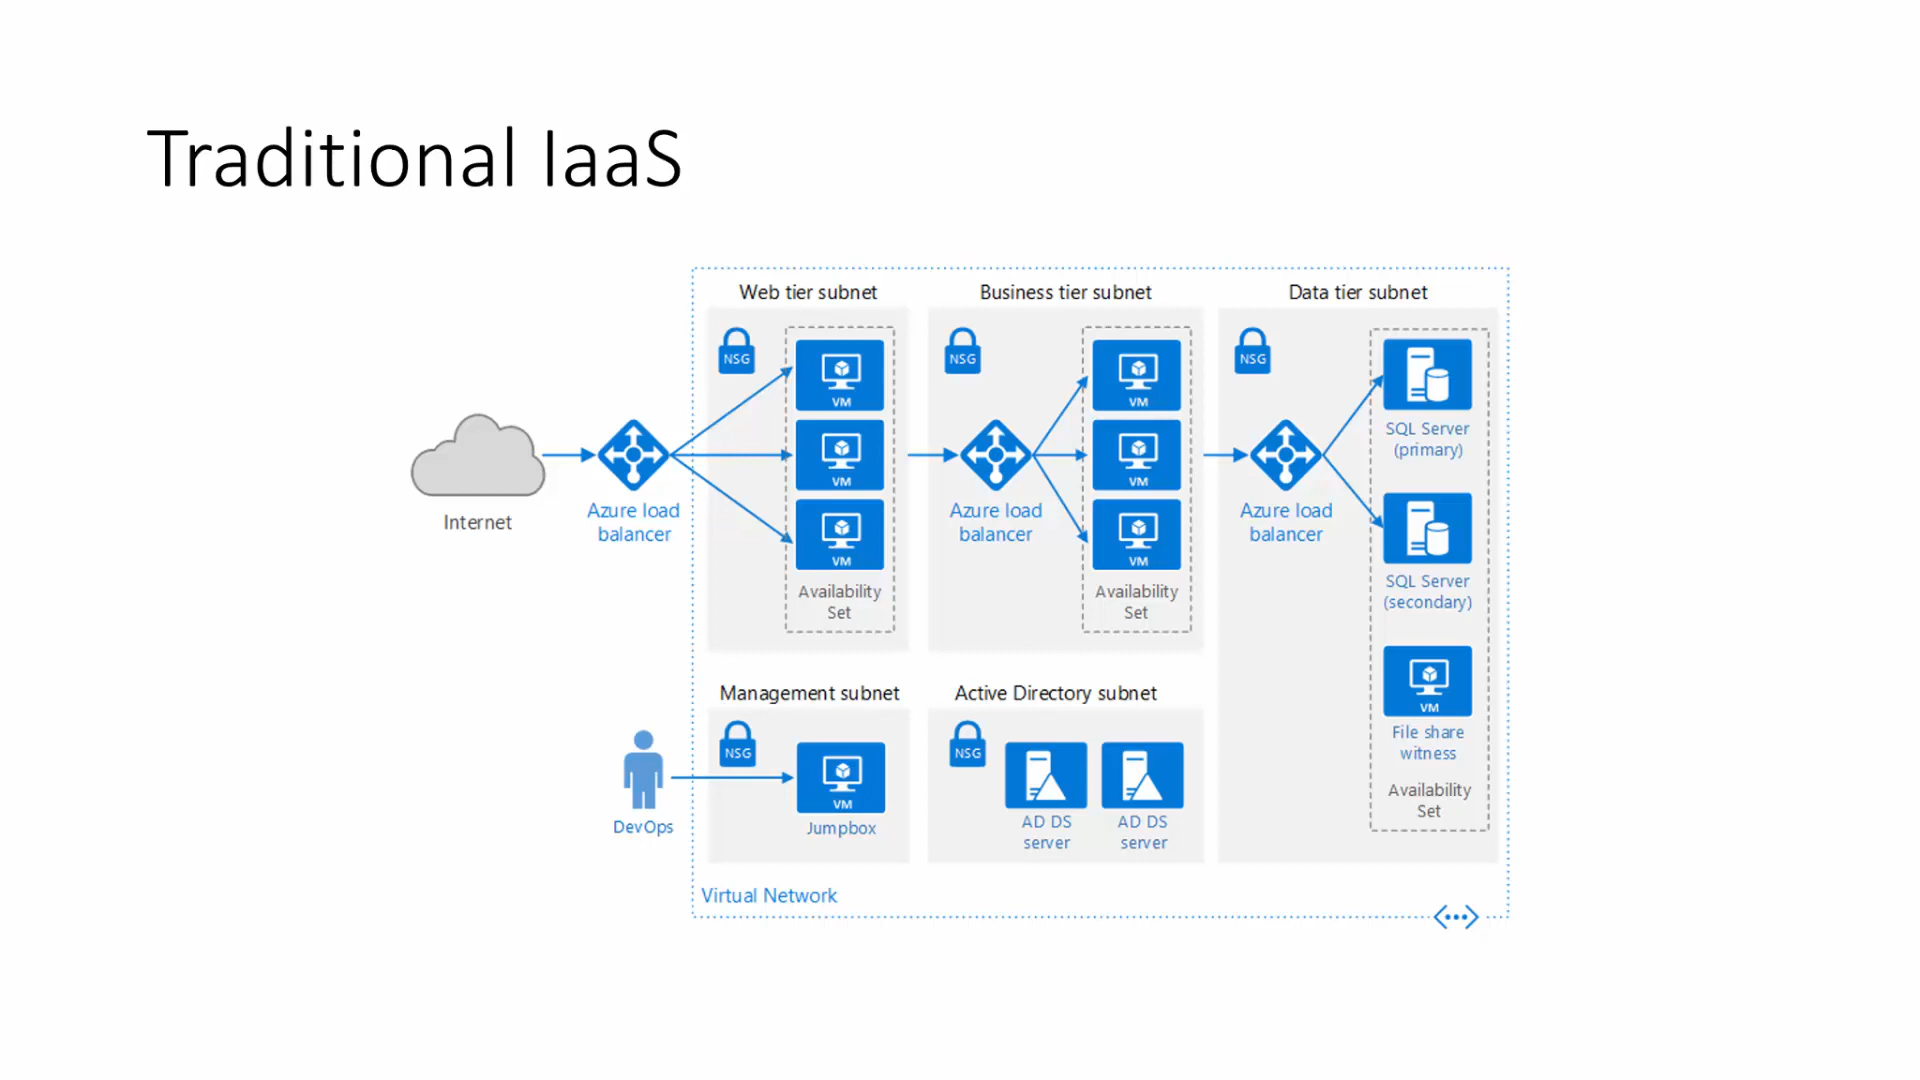 Traditional IaaS
Web tier subnet
Business tier subnet
Data tier subnet
NSG
NSG
NSG
VM
VM
VM
Availability
Set
VM
VM
VM
Availability
Set
Internet
Azure load
balancer
Azure load
balancer
Azure load
balancer
SQL Server
(primary)
SQL Server
(secondary)
VM
File share
witness
Availability
Set
Management subnet
Active Directory subnet
NSG
NSG
DevOps
VM
Jumpbox
AD DS
server
AD DS
server
Virtual Network